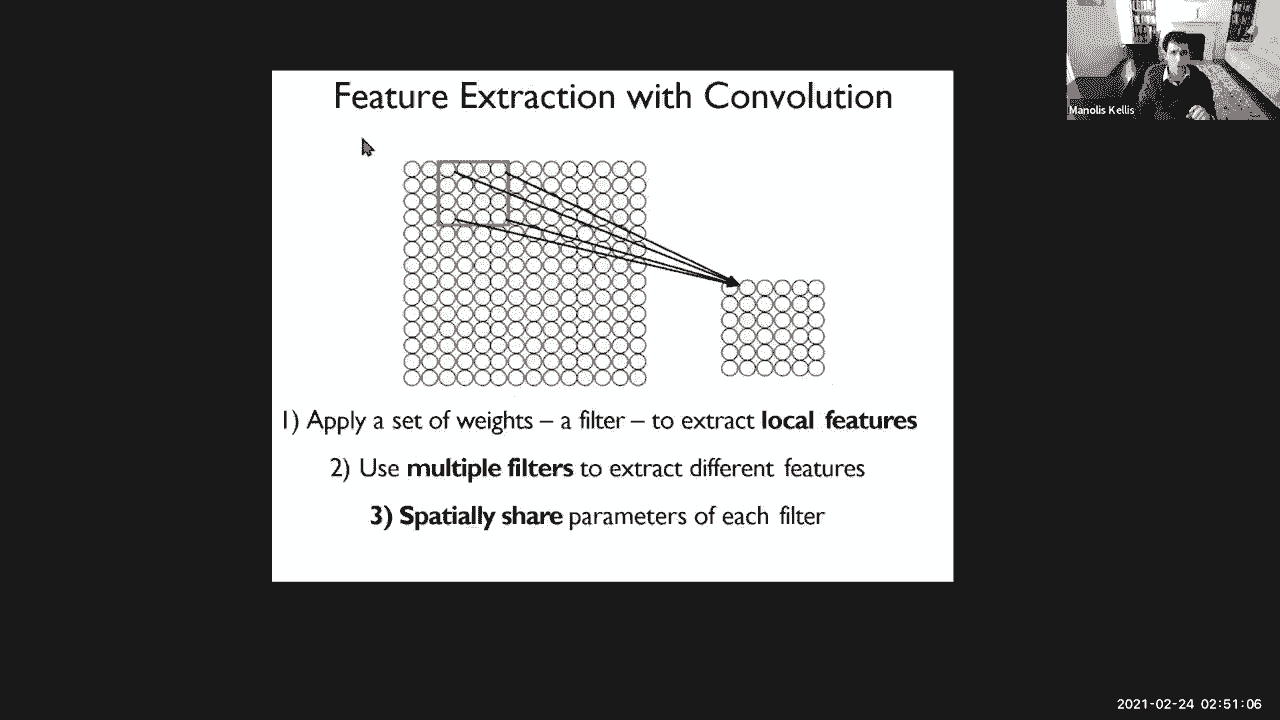 Feature Extraction with Convolution
Manolis Kellis
1) Apply a set of weights – a filter – to extract local features
2) Use multiple filters to extract different features
3) Spatially share parameters of each filter
2021-02-24 02:51:06